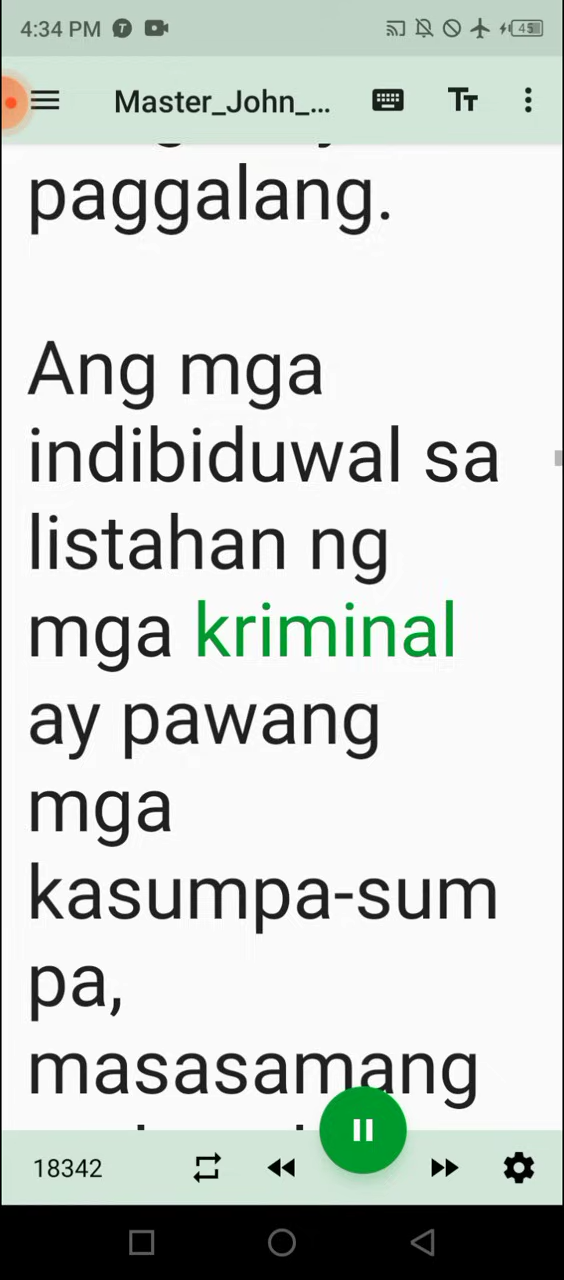 4:34 PM
45
Master_John_...
paggalang.
Ang mga
indibiduwal sa
listahan ng
mga kriminal
ay pawang
mga
kasumpa-sum
pa,
masasamang
18342